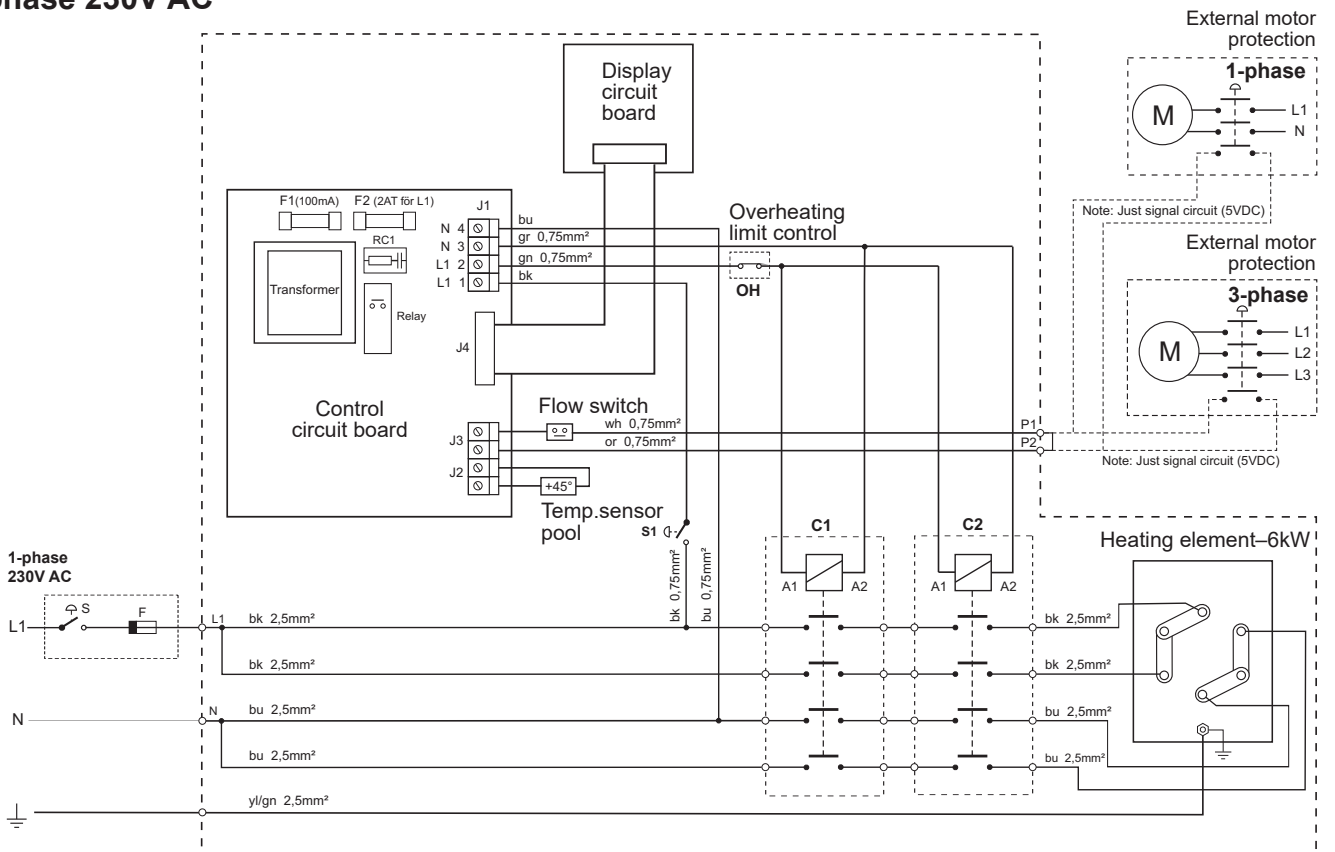 phase 230V AC
External motor
protection
1-phase
M
L1
N
Note: Just signal circuit (5VDC)
External motor
protection
3-phase
M
L1
L2
L3
Note: Just signal circuit (5VDC)
Display
circuit
board
F1(100mA)
F2 (2AT för L1)
J1
RC1
N 4
N 3
L1 2
L1 1
bu
gr 0,75mm²
gn 0,75mm²
bk
Transformer
Relay
J4
Overheating
limit control
OH
Control
circuit board
Flow switch
wh 0,75mm²
or 0,75mm²
J3
J2
+45°
Temp.sensor
pool
P1
P2
S1
bk 0,75mm²
bu 0,75mm²
C1
A1
A2
C2
A1
A2
Heating element–6kW
1-phase
230V AC
S
F
L1
L1
bk 2,5mm²
bk 2,5mm²
bk 2,5mm²
bk 2,5mm²
N
N
bu 2,5mm²
bu 2,5mm²
bu 2,5mm²
bu 2,5mm²
yl/gn 2,5mm²